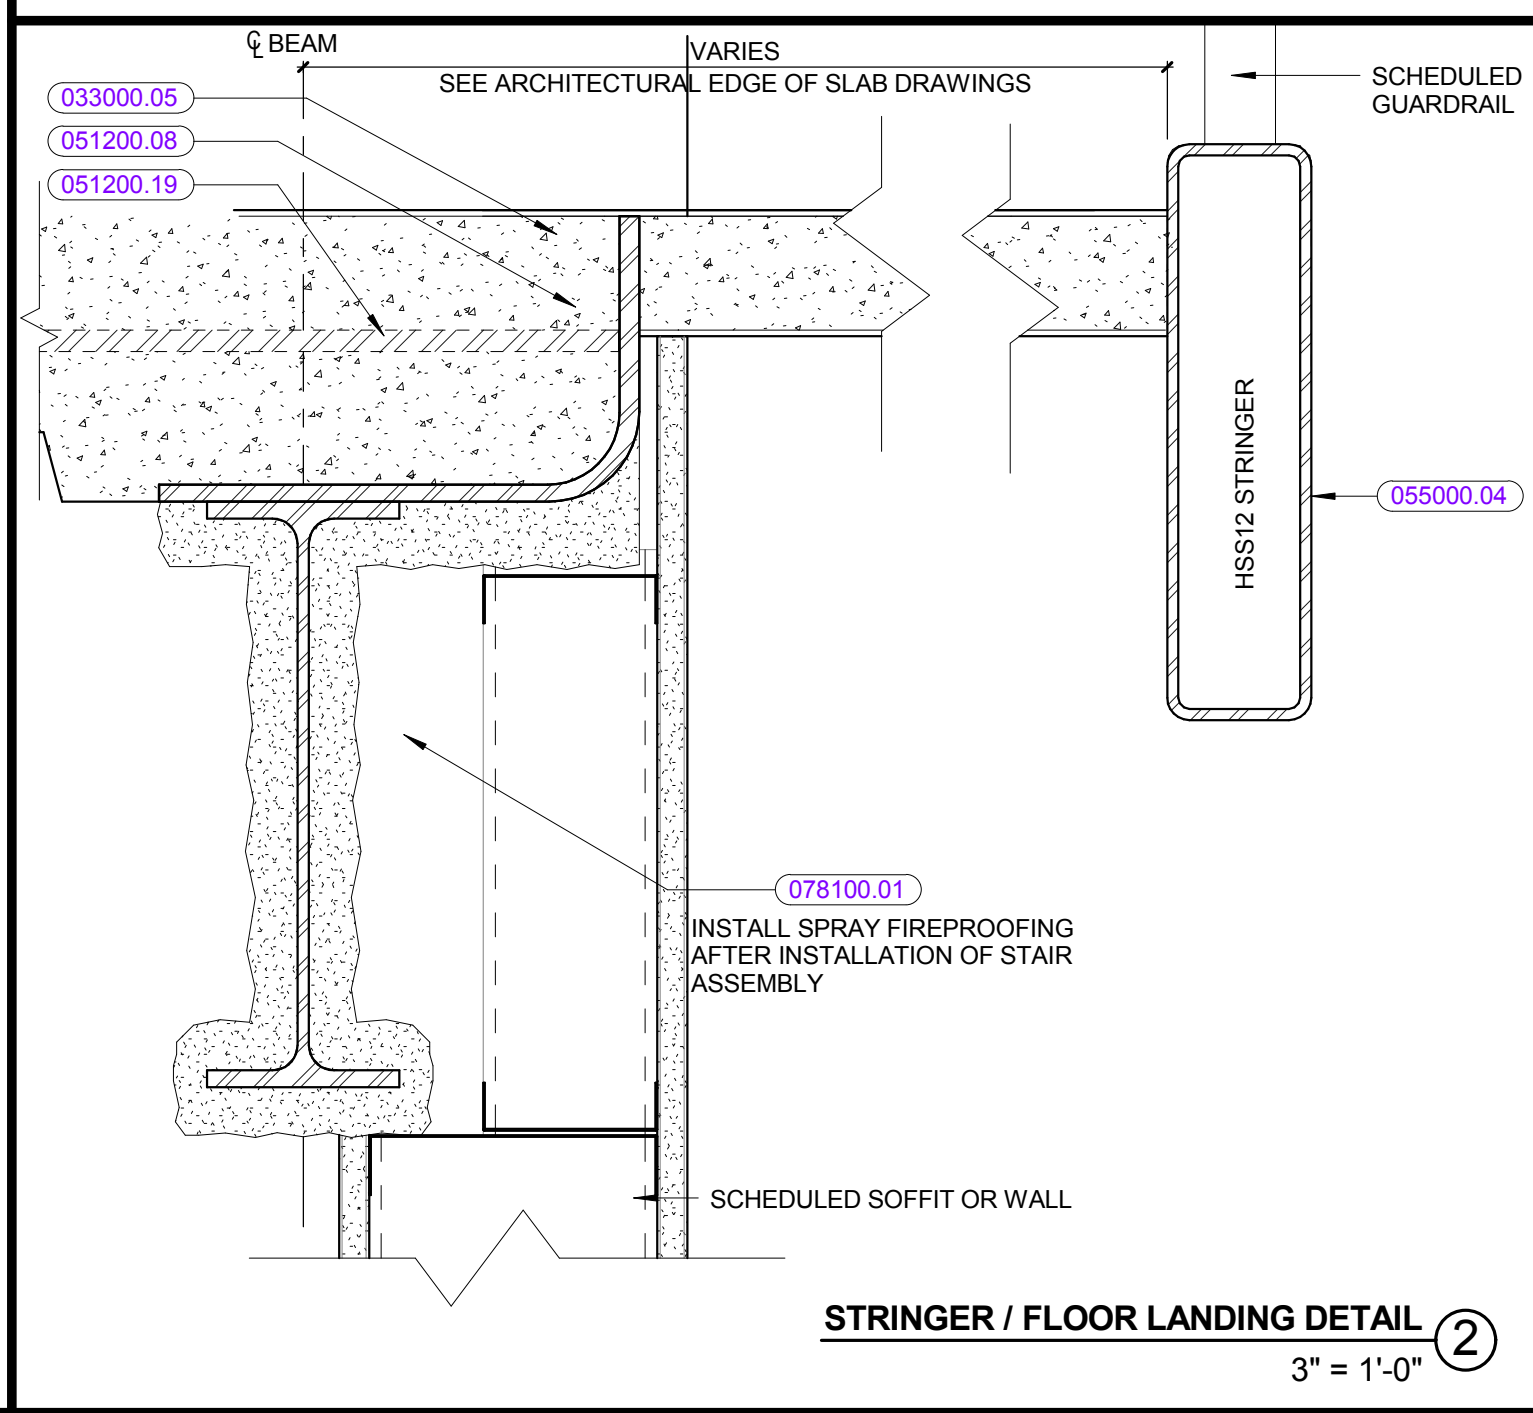 ℄ BEAM
VARIES
SEE ARCHITECTURAL EDGE OF SLAB DRAWINGS
SCHEDULED
GUARDRAIL
033000.05
051200.08
051200.19
HSS12 STRINGER
055000.04
078100.01
INSTALL SPRAY FIREPROOFING
AFTER INSTALLATION OF STAIR
ASSEMBLY
SCHEDULED SOFFIT OR WALL
STRINGER / FLOOR LANDING DETAIL
2
3" = 1'-0"